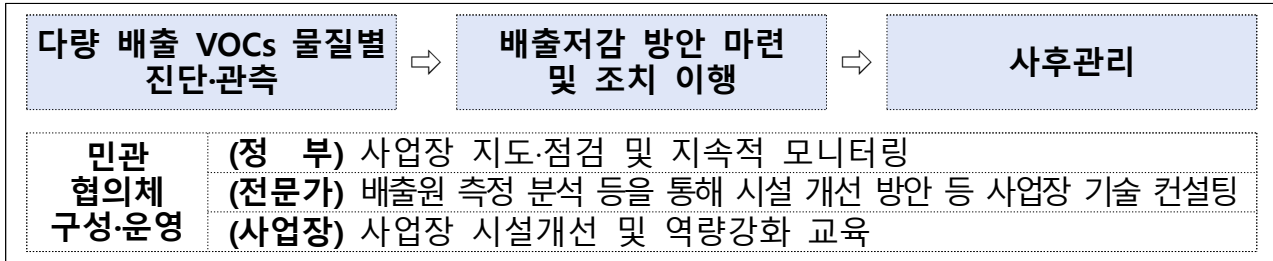 다량 배출 VOCs 물질별
진단·관측
⇨
배출저감 방안 마련
및 조치 이행
⇨
사후관리
민관
협의체
구성·운영
(정 부) 사업장 지도·점검 및 지속적 모니터링
(전문가) 배출원 측정 분석 등을 통해 시설 개선 방안 등 사업장 기술 컨설팅
(사업장) 사업장 시설개선 및 역량강화 교육